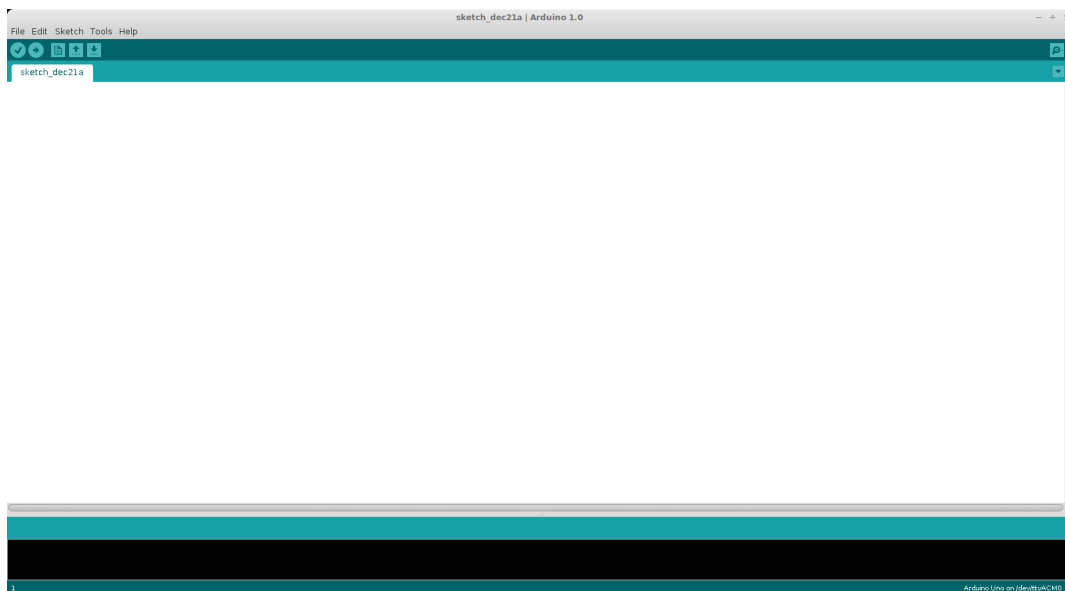 sketch_dec21a | Arduino 1.0
File Edit Sketch Tools Help
sketch_dec21a
1
Arduino Uno on /dev/ttyACM0